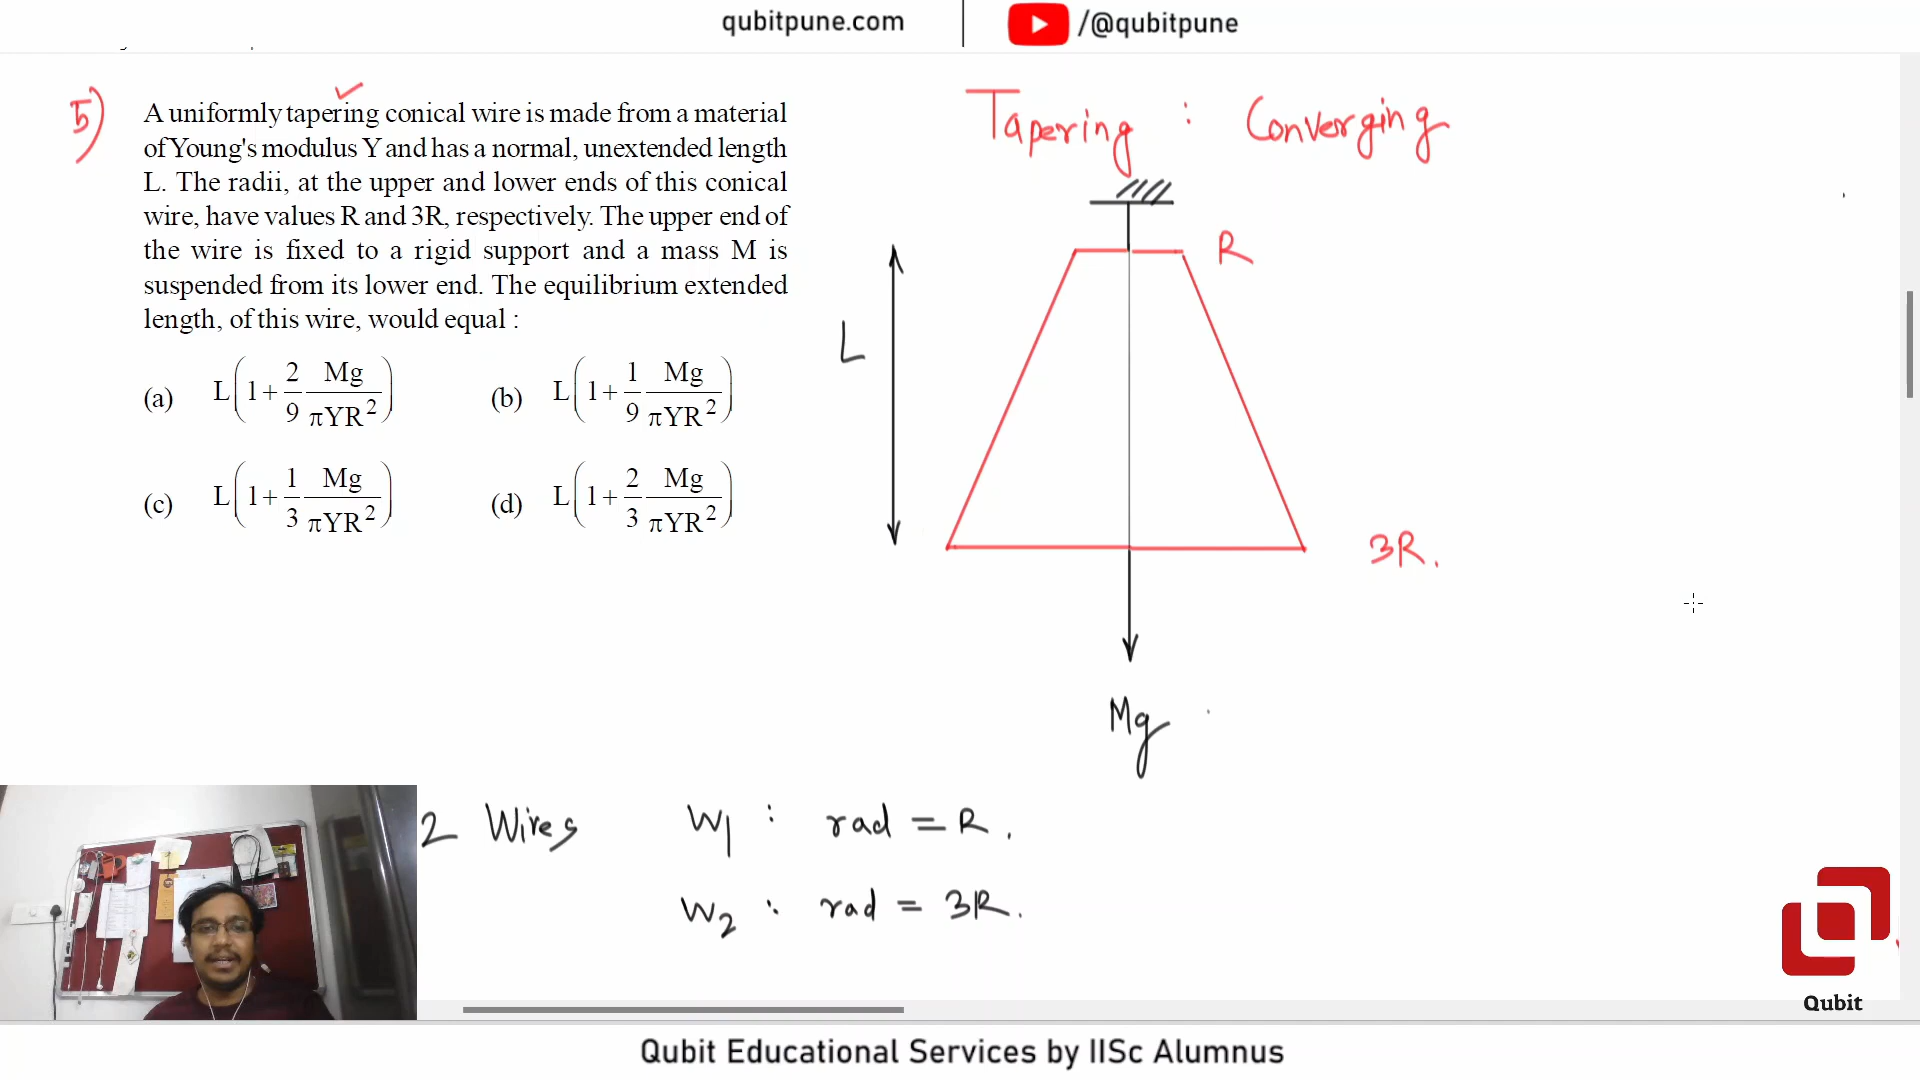 qubitpune.com
/@qubitpune
5)
A uniformly tapering conical wire is made from a material
of Young's modulus Y and has a normal, unextended length
L. The radii, at the upper and lower ends of this conical
wire, have values R and 3R, respectively. The upper end of
the wire is fixed to a rigid support and a mass M is
suspended from its lower end. The equilibrium extended
length, of this wire, would equal :
(a) L(1+ 2/9 Mg/πYR²)
(b) L(1+ 1/9 Mg/πYR²)
(c) L(1+ 1/3 Mg/πYR²)
(d) L(1+ 2/3 Mg/πYR²)
Tapering : Converging
R
L
3R.
Mg
2 Wires W1 : rad = R.
W2 : rad = 3R.
Qubit
Qubit Educational Services by IISc Alumnus